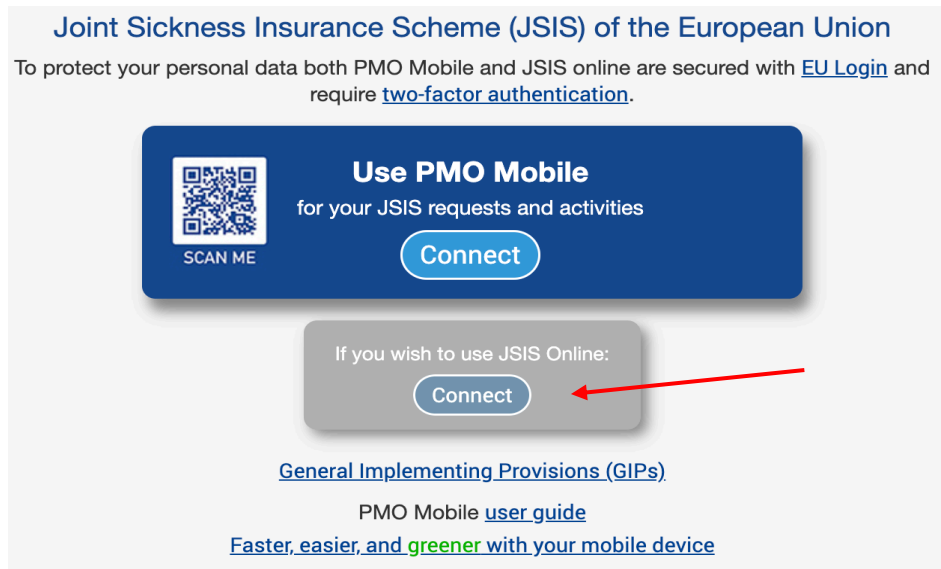 Joint Sickness Insurance Scheme (JSIS) of the European Union
To protect your personal data both PMO Mobile and JSIS online are secured with EU Login and
require two-factor authentication.
Use PMO Mobile
for your JSIS requests and activities
Connect
SCAN ME
If you wish to use JSIS Online:
Connect
General Implementing Provisions (GIPs)
PMO Mobile user guide
Faster, easier, and greener with your mobile device